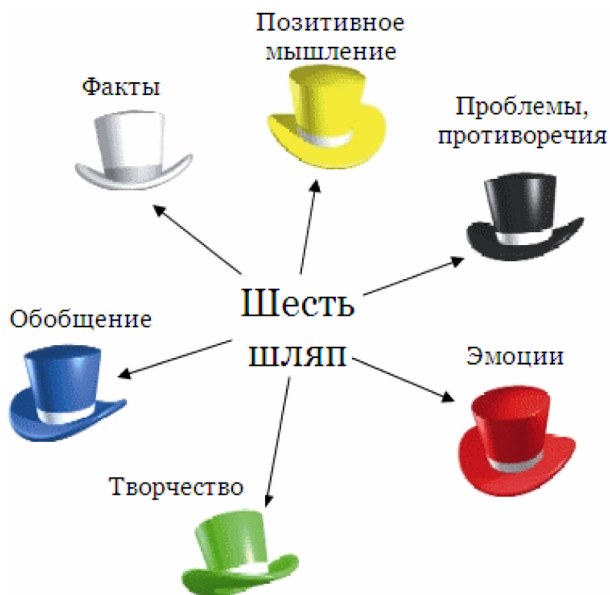 Позитивное
мышление
Факты
Проблемы,
противоречия
Шесть
шляп
Обобщение
Эмоции
Творчество